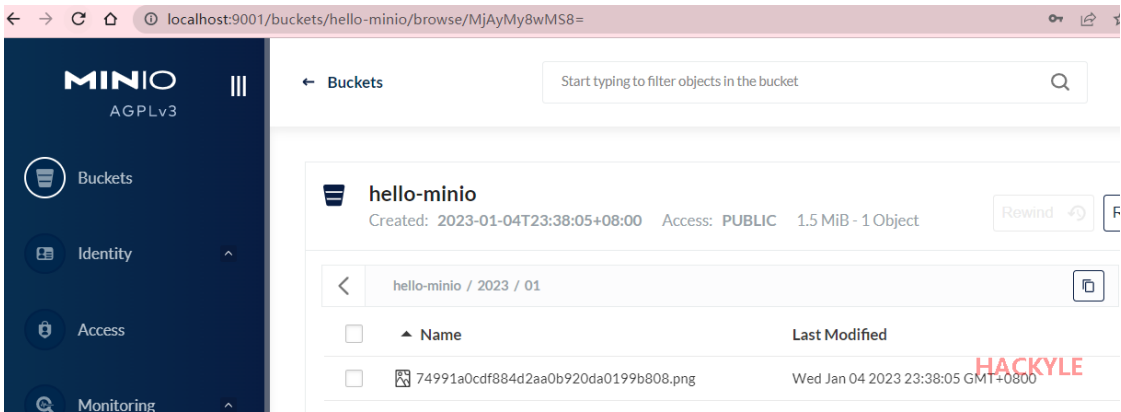 localhost:9001/buckets/hello-minio/browse/MjAyMy8wMS8=
MINIO
AGPLv3
Buckets
Identity
Access
Monitoring
← Buckets
Start typing to filter objects in the bucket
hello-minio
Created: 2023-01-04T23:38:05+08:00 Access: PUBLIC 1.5 MiB - 1 Object
Rewind
hello-minio / 2023 / 01
Name Last Modified
74991a0cdf884d2aa0b920da0199b808.png Wed Jan 04 2023 23:38:05 GMT+0800
HACKYLE